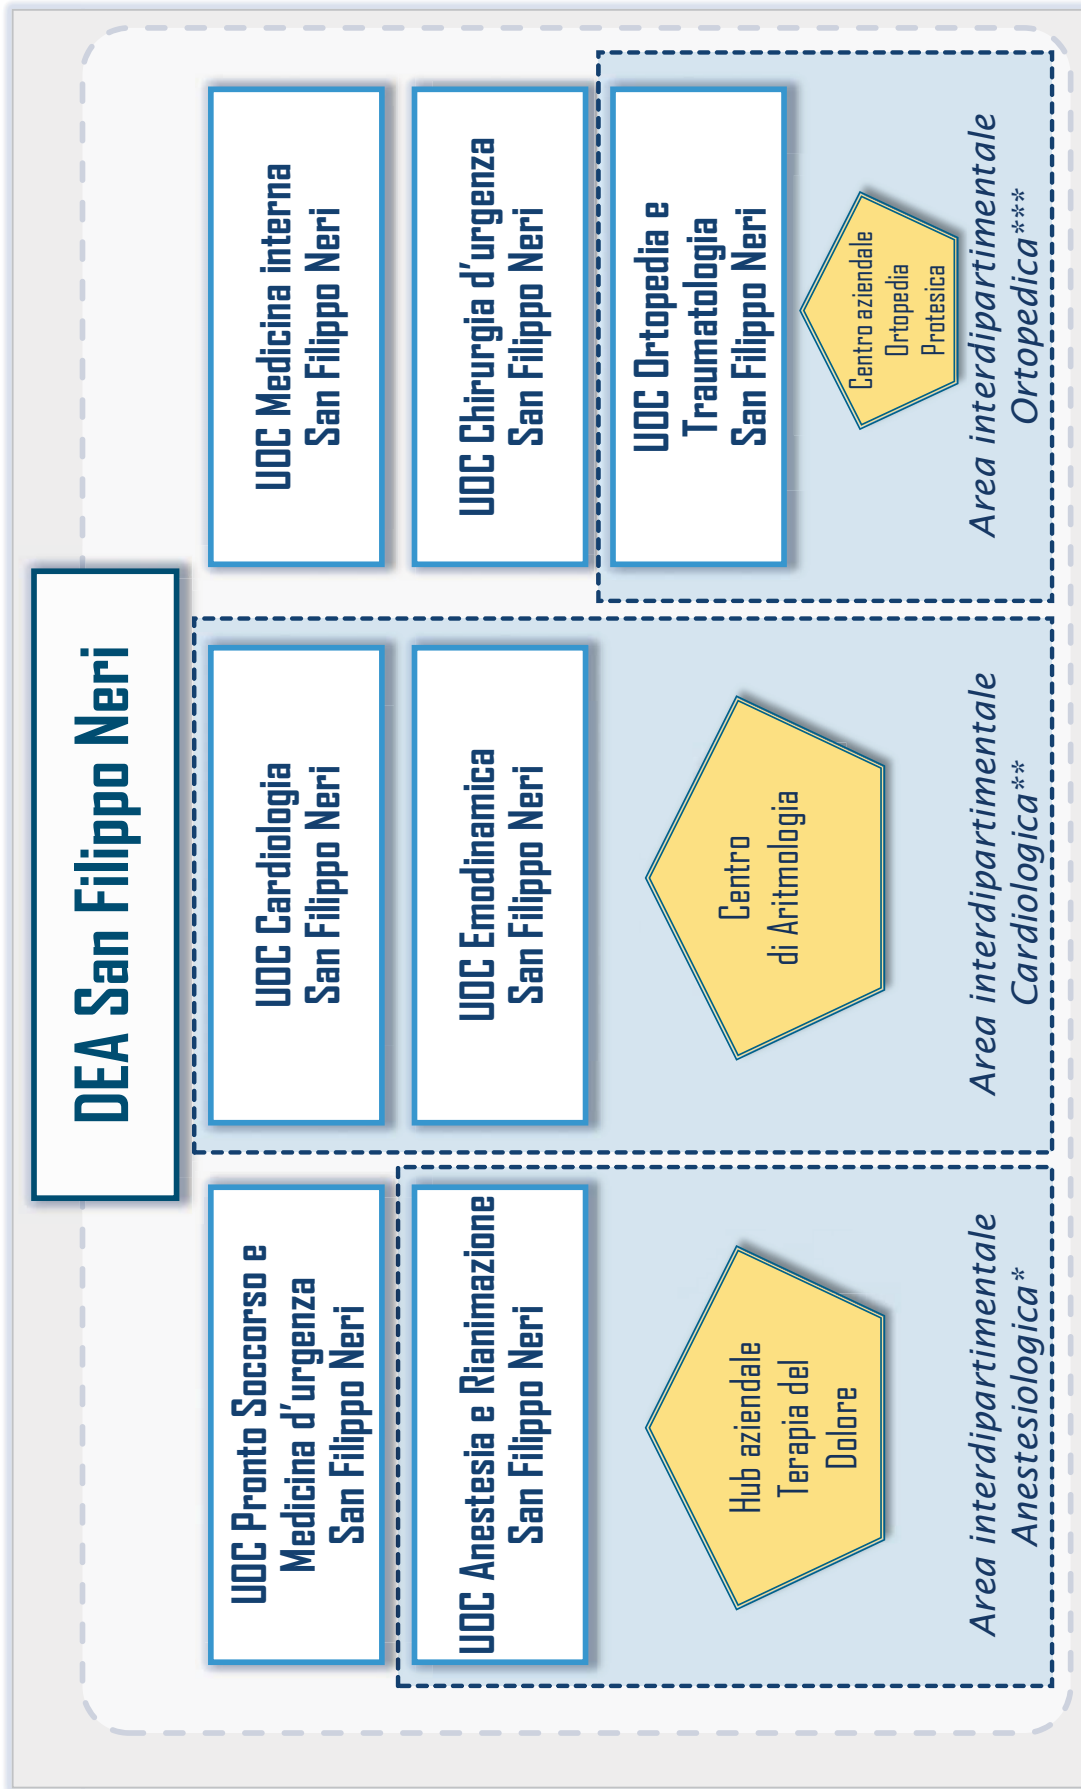 DEA San Filippo Neri
UOC Pronto Soccorso e
Medicina d'urgenza
San Filippo Neri
UOC Anestesia e Rianimazione
San Filippo Neri
Hub aziendale
Terapia del
Dolore
Area interdipartimentale
Anestesiologica*
UOC Cardiologia
San Filippo Neri
UOC Emodinamica
San Filippo Neri
Centro
di Aritmologia
Area interdipartimentale
Cardiologica**
UOC Medicina interna
San Filippo Neri
UOC Chirurgia d'urgenza
San Filippo Neri
UOC Ortopedia e
Traumatologia
San Filippo Neri
Centro aziendale
Ortopedia
Protesica
Area interdipartimentale
Ortopedica***